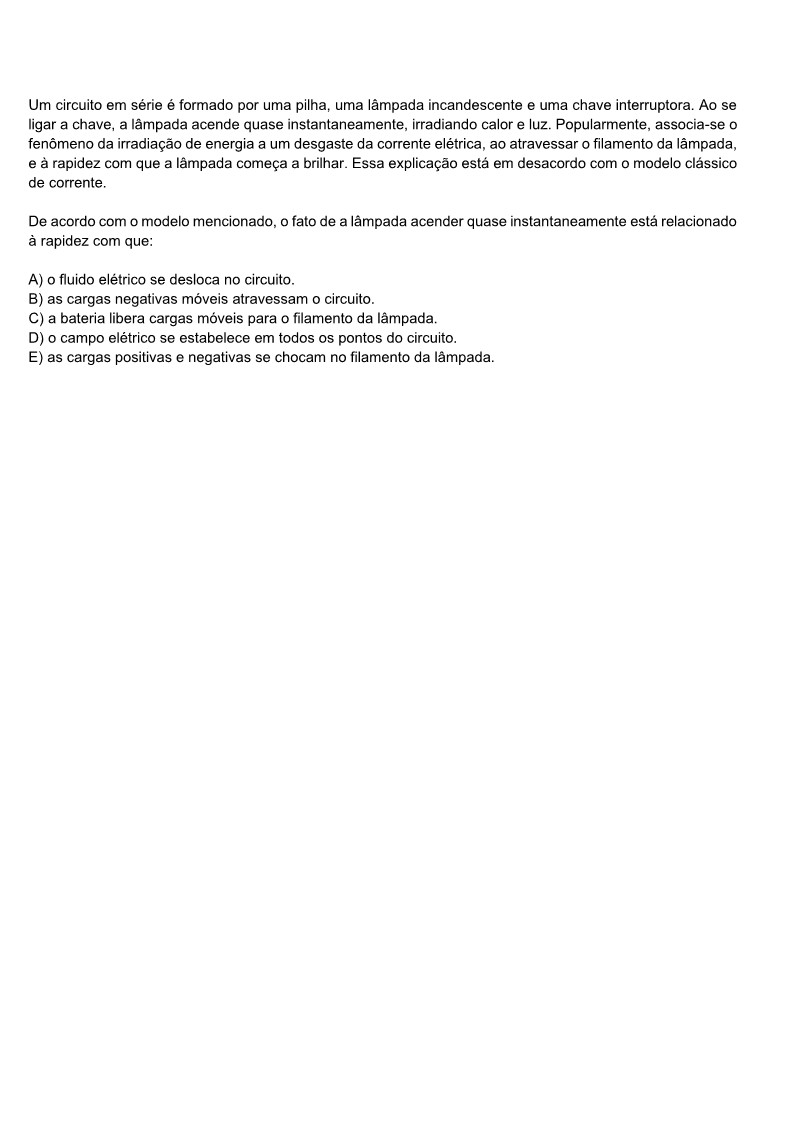 Um circuito em série é formado por uma pilha, uma lâmpada incandescente e uma chave interruptora. Ao se
ligar a chave, a lâmpada acende quase instantaneamente, irradiando calor e luz. Popularmente, associa-se o
fenômeno da irradiação de energia a um desgaste da corrente elétrica, ao atravessar o filamento da lâmpada,
e à rapidez com que a lâmpada começa a brilhar. Essa explicação está em desacordo com o modelo clássico
de corrente.
De acordo com o modelo mencionado, o fato de a lâmpada acender quase instantaneamente está relacionado
à rapidez com que:
A) o fluido elétrico se desloca no circuito.
B) as cargas negativas móveis atravessam o circuito.
C) a bateria libera cargas móveis para o filamento da lâmpada.
D) o campo elétrico se estabelece em todos os pontos do circuito.
E) as cargas positivas e negativas se chocam no filamento da lâmpada.